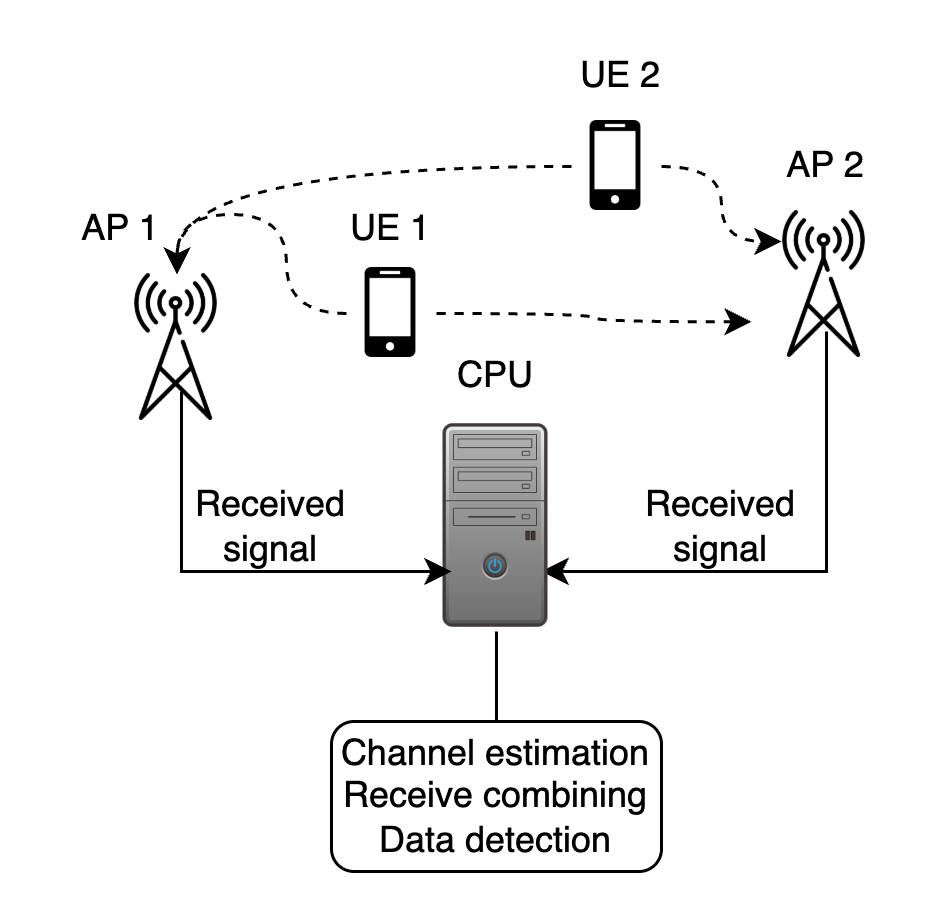 UE 2
AP 2
AP 1
UE 1
CPU
Received
signal
Received
signal
Channel estimation
Receive combining
Data detection